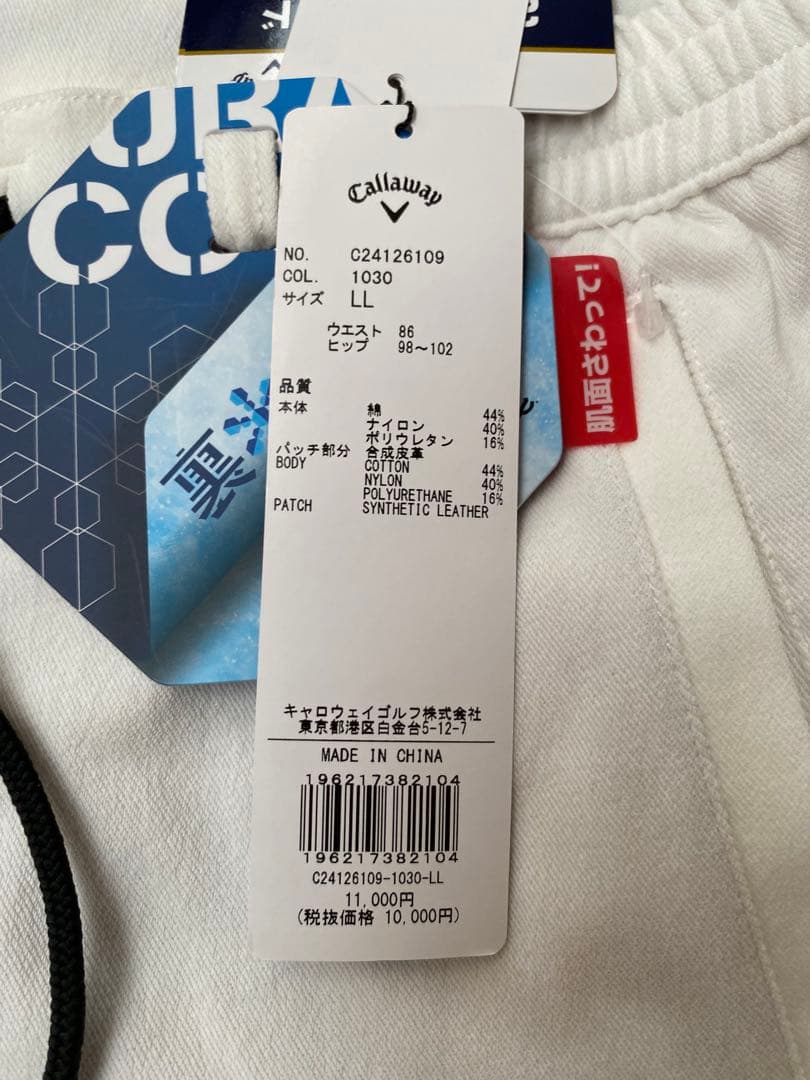 CO
Callaway
NO. C24126109
COL. 1030
サイズ LL
ウエスト 86
ヒップ 98～102
品質
本体 綿 44%
ナイロン 40%
ポリウレタン 16%
パッチ部分 合成皮革
BODY COTTON 44%
NYLON 40%
POLYURETHANE 16%
PATCH SYNTHETIC LEATHER
キャロウェイゴルフ株式会社
東京都港区白金台5-12-7
MADE IN CHINA
196217382104
196217382104
C24126109-1030-LL
11,000円
(税抜価格 10,000円)
肌面さわって!
裏